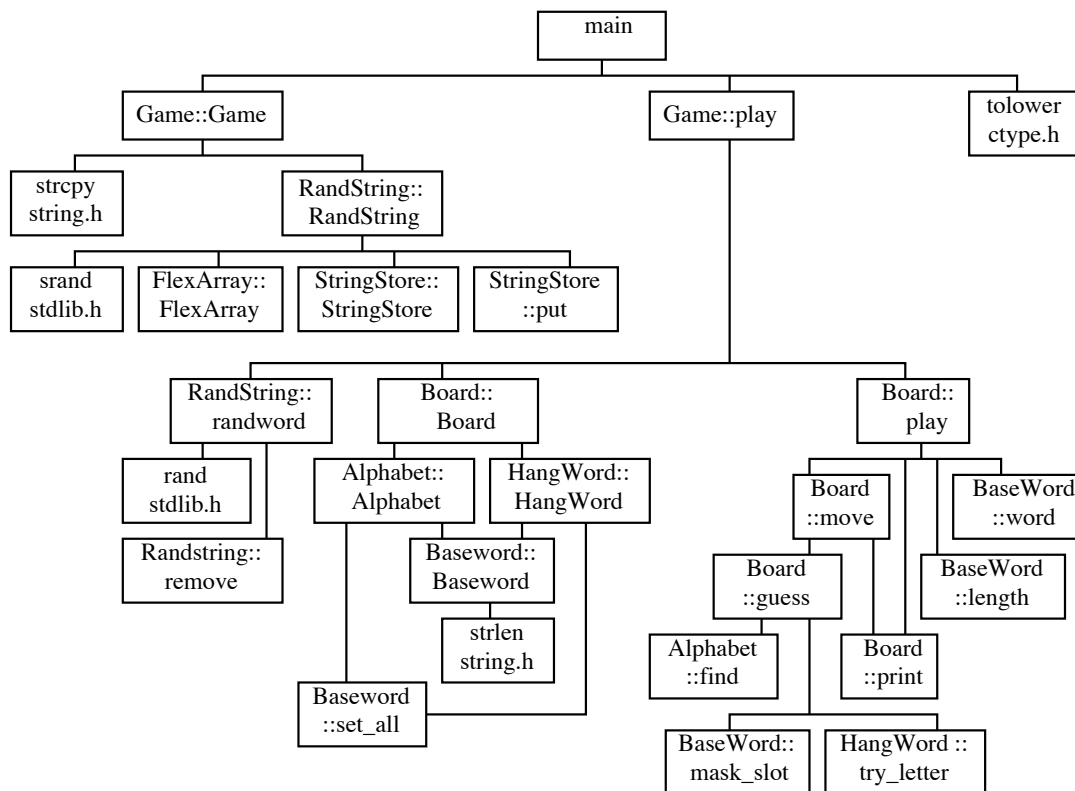 main
Game::Game
Game::play
tolower
ctype.h
strcpy
string.h
RandString::
RandString
srand
stdlib.h
FlexArray::
FlexArray
StringStore::
StringStore
StringStore
::put
RandString::
randword
Board::
Board
Board::
play
rand
stdlib.h
Alphabet::
Alphabet
HangWord::
HangWord
Board
::move
BaseWord
::word
Randstring::
remove
Baseword::
Baseword
Board
::guess
BaseWord
::length
strlen
string.h
Alphabet
::find
Board
::print
Baseword
::set_all
BaseWord::
mask_slot
HangWord ::
try_letter